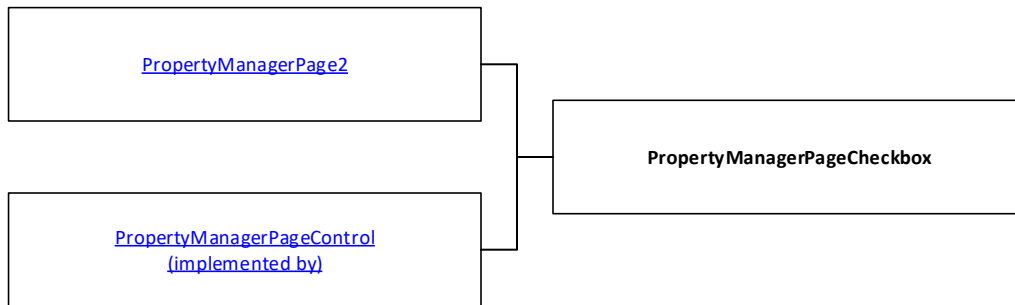 PropertyManagerPage2
PropertyManagerPageCheckbox
PropertyManagerPageControl
(implemented by)